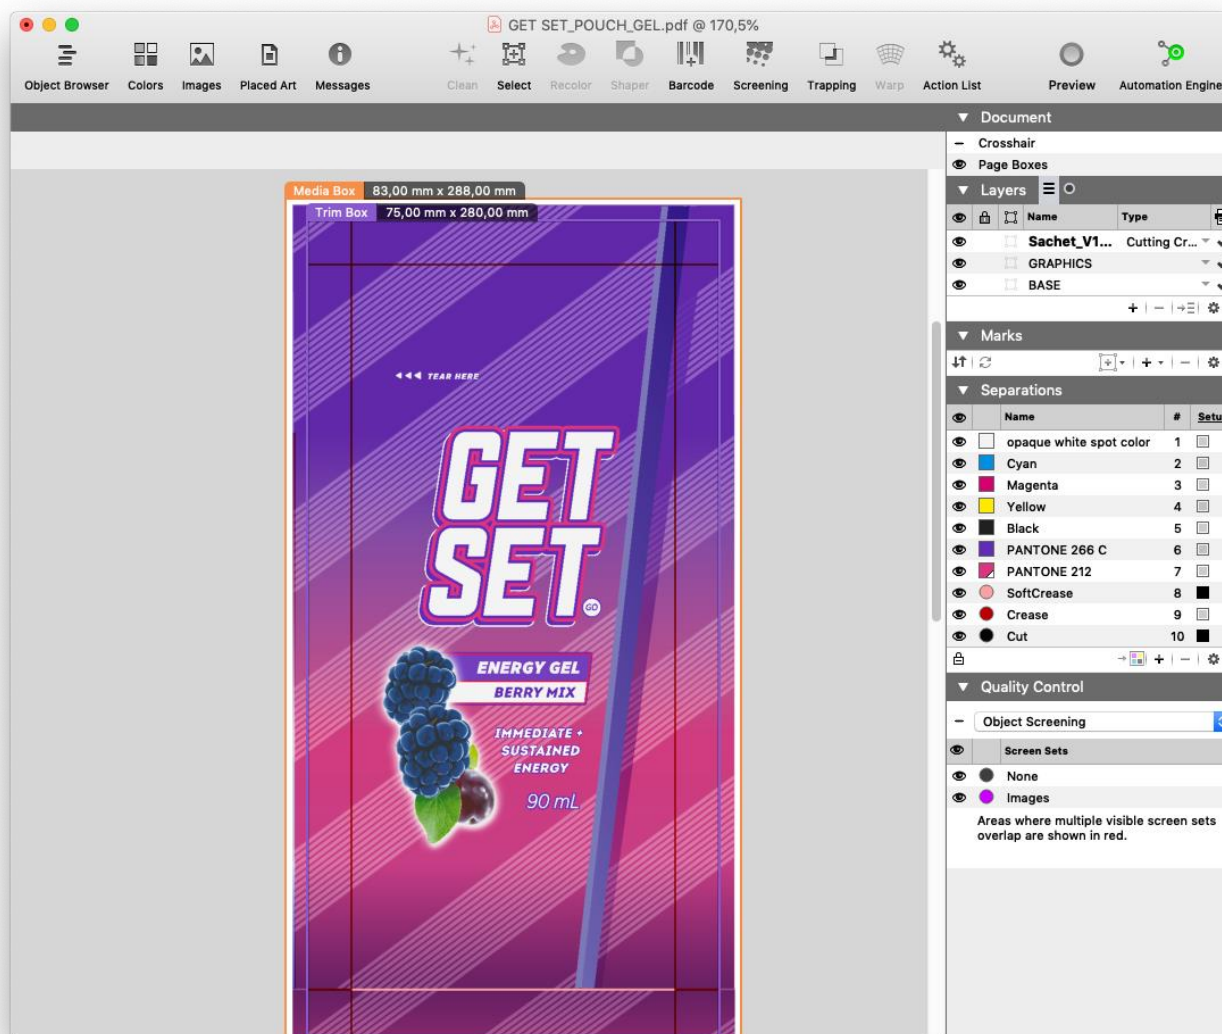 GET SET_POUCH_GEL.pdf @ 170,5%
Object Browser Colors Images Placed Art Messages Clean Select Recolor Shaper Barcode Screening Trapping Warp Action List Preview Automation Engine
Media Box 83,00 mm x 288,00 mm
Trim Box 75,00 mm x 280,00 mm
TEAR HERE
GET
SET
GO
ENERGY GEL
BERRY MIX
IMMEDIATE +
SUSTAINED
ENERGY
90 mL
Document
Crosshair
Page Boxes
Layers
Name Type
Sachet_V1... Cutting Cr...
GRAPHICS
BASE
Marks
Separations
Name # Setu
opaque white spot color 1
Cyan 2
Magenta 3
Yellow 4
Black 5
PANTONE 266 C 6
PANTONE 212 7
SoftCrease 8
Crease 9
Cut 10
Quality Control
Object Screening
Screen Sets
None
Images
Areas where multiple visible screen sets
overlap are shown in red.